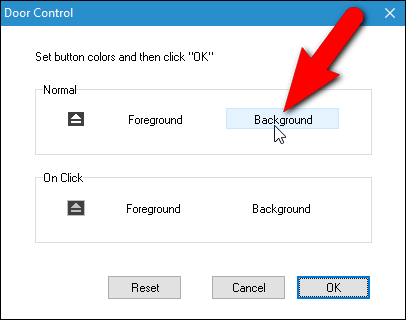 Door Control
Set button colors and then click "OK"
Normal
Foreground Background
On Click
Foreground Background
Reset Cancel OK